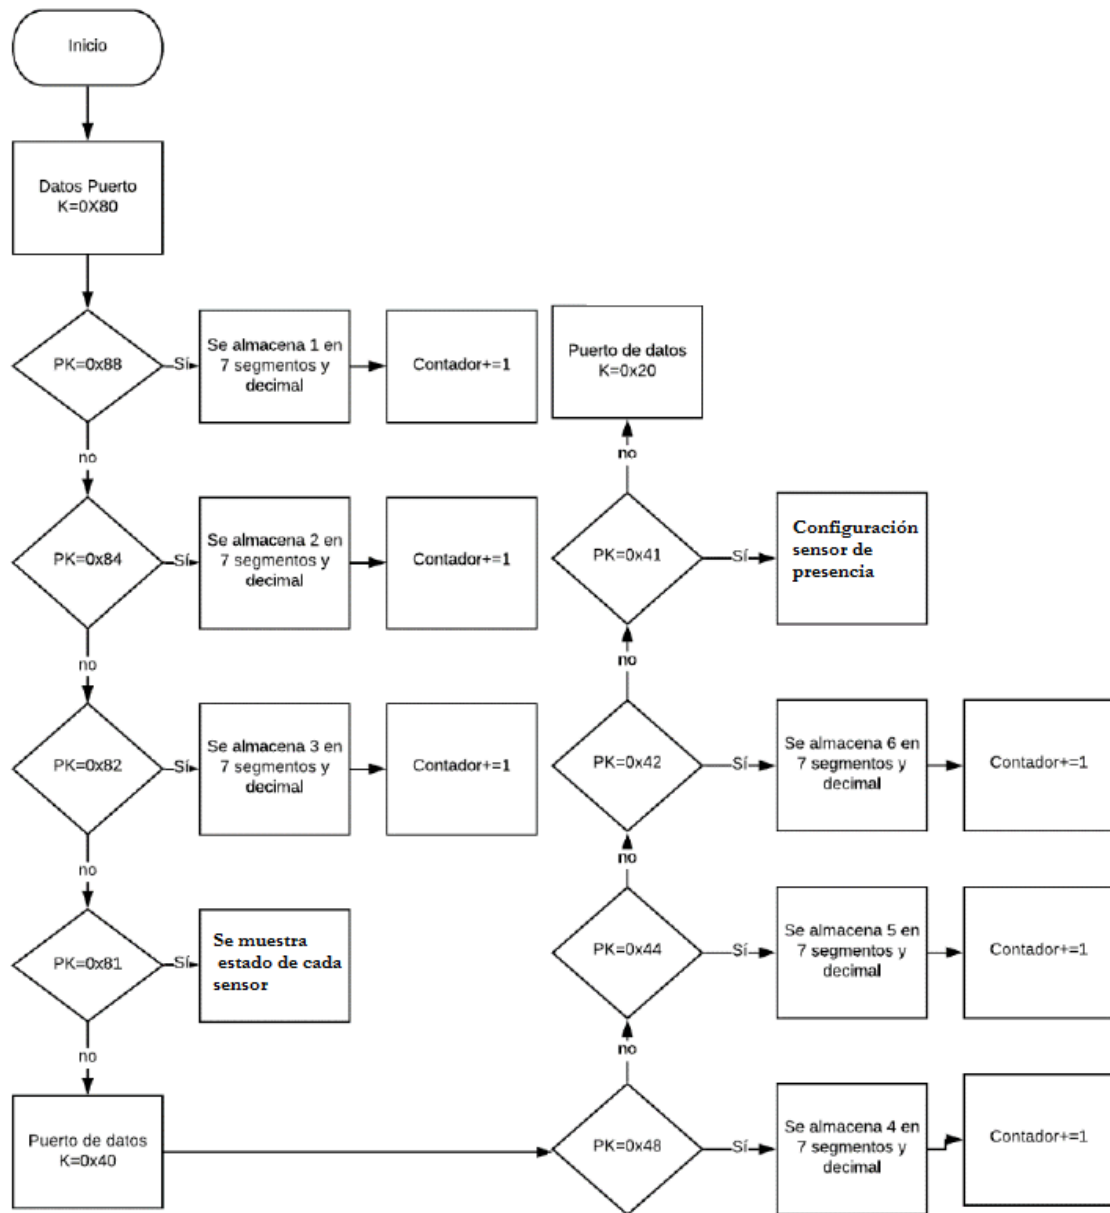 Inicio
Datos Puerto
K=0X80
PK=0x88
Sí
Se almacena 1 en
7 segmentos y
decimal
Contador+=1
no
PK=0x84
Sí
Se almacena 2 en
7 segmentos y
decimal
Contador+=1
no
PK=0x82
Sí
Se almacena 3 en
7 segmentos y
decimal
Contador+=1
no
PK=0x81
Sí
Se muestra
estado de cada
sensor
no
Puerto de datos
K=0x40
PK=0x48
Sí
Se almacena 4 en
7 segmentos y
decimal
Contador+=1
no
PK=0x44
Sí
Se almacena 5 en
7 segmentos y
decimal
Contador+=1
no
PK=0x42
Sí
Se almacena 6 en
7 segmentos y
decimal
Contador+=1
no
PK=0x41
Sí
Configuración
sensor de
presencia
no
Puerto de datos
K=0x20